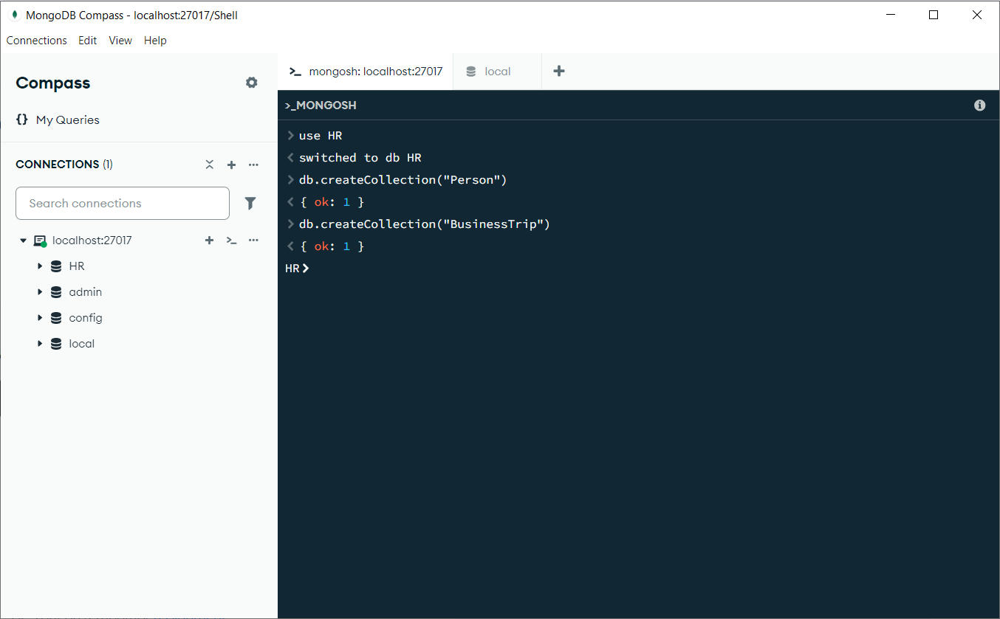 MongoDB Compass - localhost:27017/Shell
Connections Edit View Help
Compass
{} My Queries
CONNECTIONS (1)
Search connections
localhost:27017
HR
admin
config
local
>_ mongosh: localhost:27017
local
>_MONGOSH
use HR
switched to db HR
db.createCollection("Person")
{ ok: 1 }
db.createCollection("BusinessTrip")
{ ok: 1 }
HR>